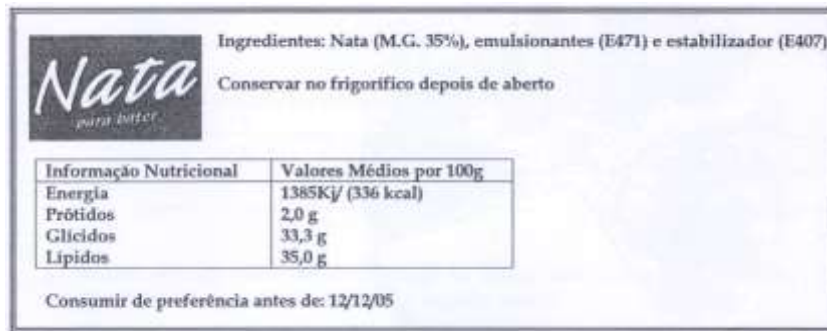 Ingredientes: Nata (M.G. 35%), emulsionantes (E471) e estabilizador (E407)
Nata
para bater
Conservar no frigorífico depois de aberto
Informação Nutricional Valores Médios por 100g
Energia 1385Kj/ (336 kcal)
Prótidos 2,0 g
Glícidos 33,3 g
Lípidos 35,0 g
Consumir de preferência antes de: 12/12/05